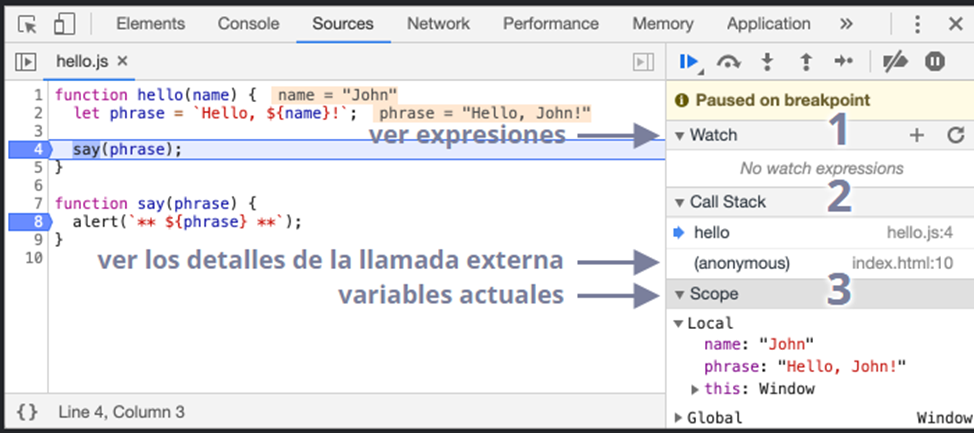 Elements Console Sources Network Performance Memory Application »
hello.js ×
Paused on breakpoint
1 function hello(name) { name = "John"
2 let phrase = `Hello, ${name}!`; phrase = "Hello, John!"
3
4 say(phrase);
5 }
6
7 function say(phrase) {
8 alert(`** ${phrase} **`);
9 }
10
ver expresiones
ver los detalles de la llamada externa
variables actuales
{} Line 4, Column 3
1
Watch
No watch expressions
2
Call Stack
hello hello.js:4
(anonymous) index.html:10
3
Scope
Local
name: "John"
phrase: "Hello, John!"
this: Window
Global Window